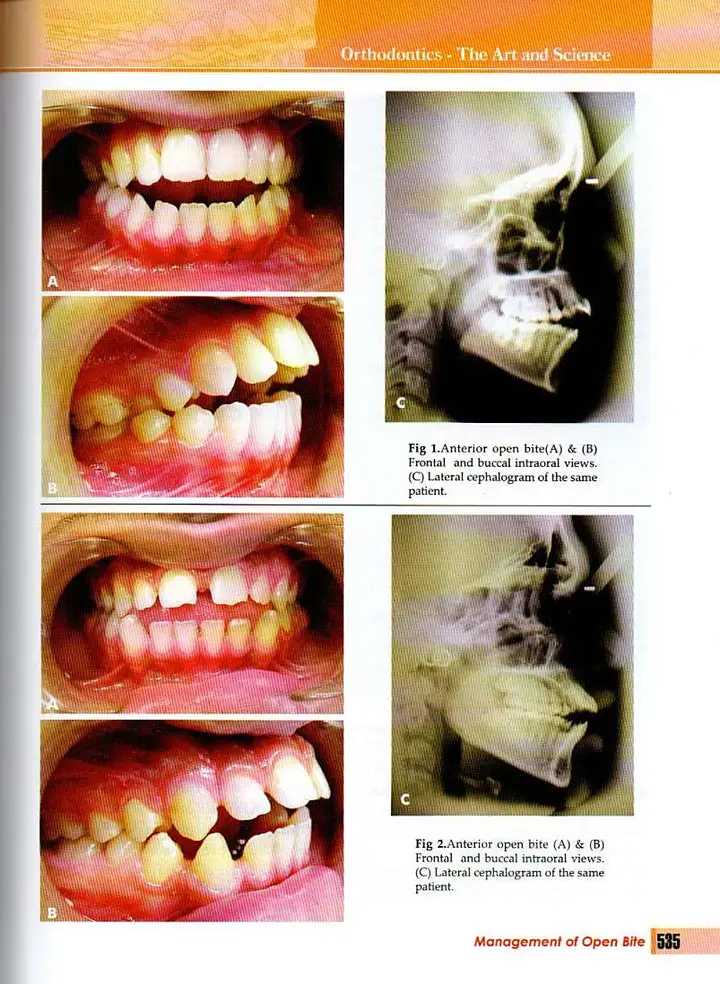 Orthodontics - The Art and Science
A
C
B
Fig 1.Anterior open bite(A) & (B)
Frontal and buccal intraoral views.
(C) Lateral cephalogram of the same
patient.
A
C
B
Fig 2.Anterior open bite (A) & (B)
Frontal and buccal intraoral views.
(C) Lateral cephalogram of the same
patient.
Management of Open Bite 535